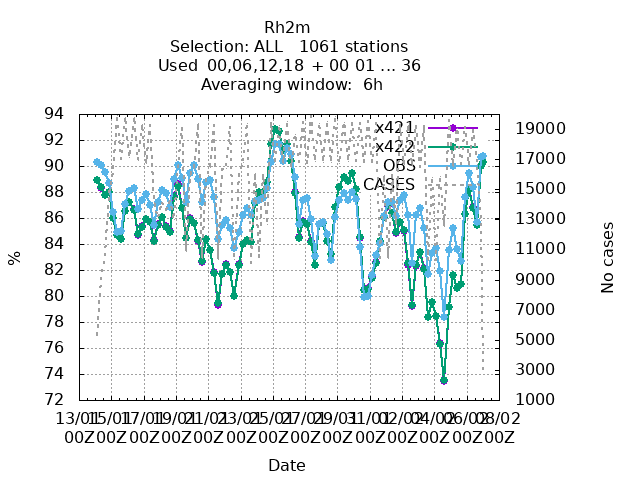 Rh2m
Selection: ALL   1061 stations
Used  00,06,12,18  + 00 01 ... 36
Averaging window:  6h
94
92
90
88
86
84
82
80
78
76
74
72
%
19000
17000
15000
13000
11000
9000
7000
5000
3000
1000
No cases
x421
x422
OBS
CASES
13/01 15/01 17/01 19/01 21/01 23/01 25/01 27/01 29/01 31/01 02/02 04/02 06/02 08/02
00Z 00Z 00Z 00Z 00Z 00Z 00Z 00Z 00Z 00Z 00Z 00Z 00Z 00Z
Date